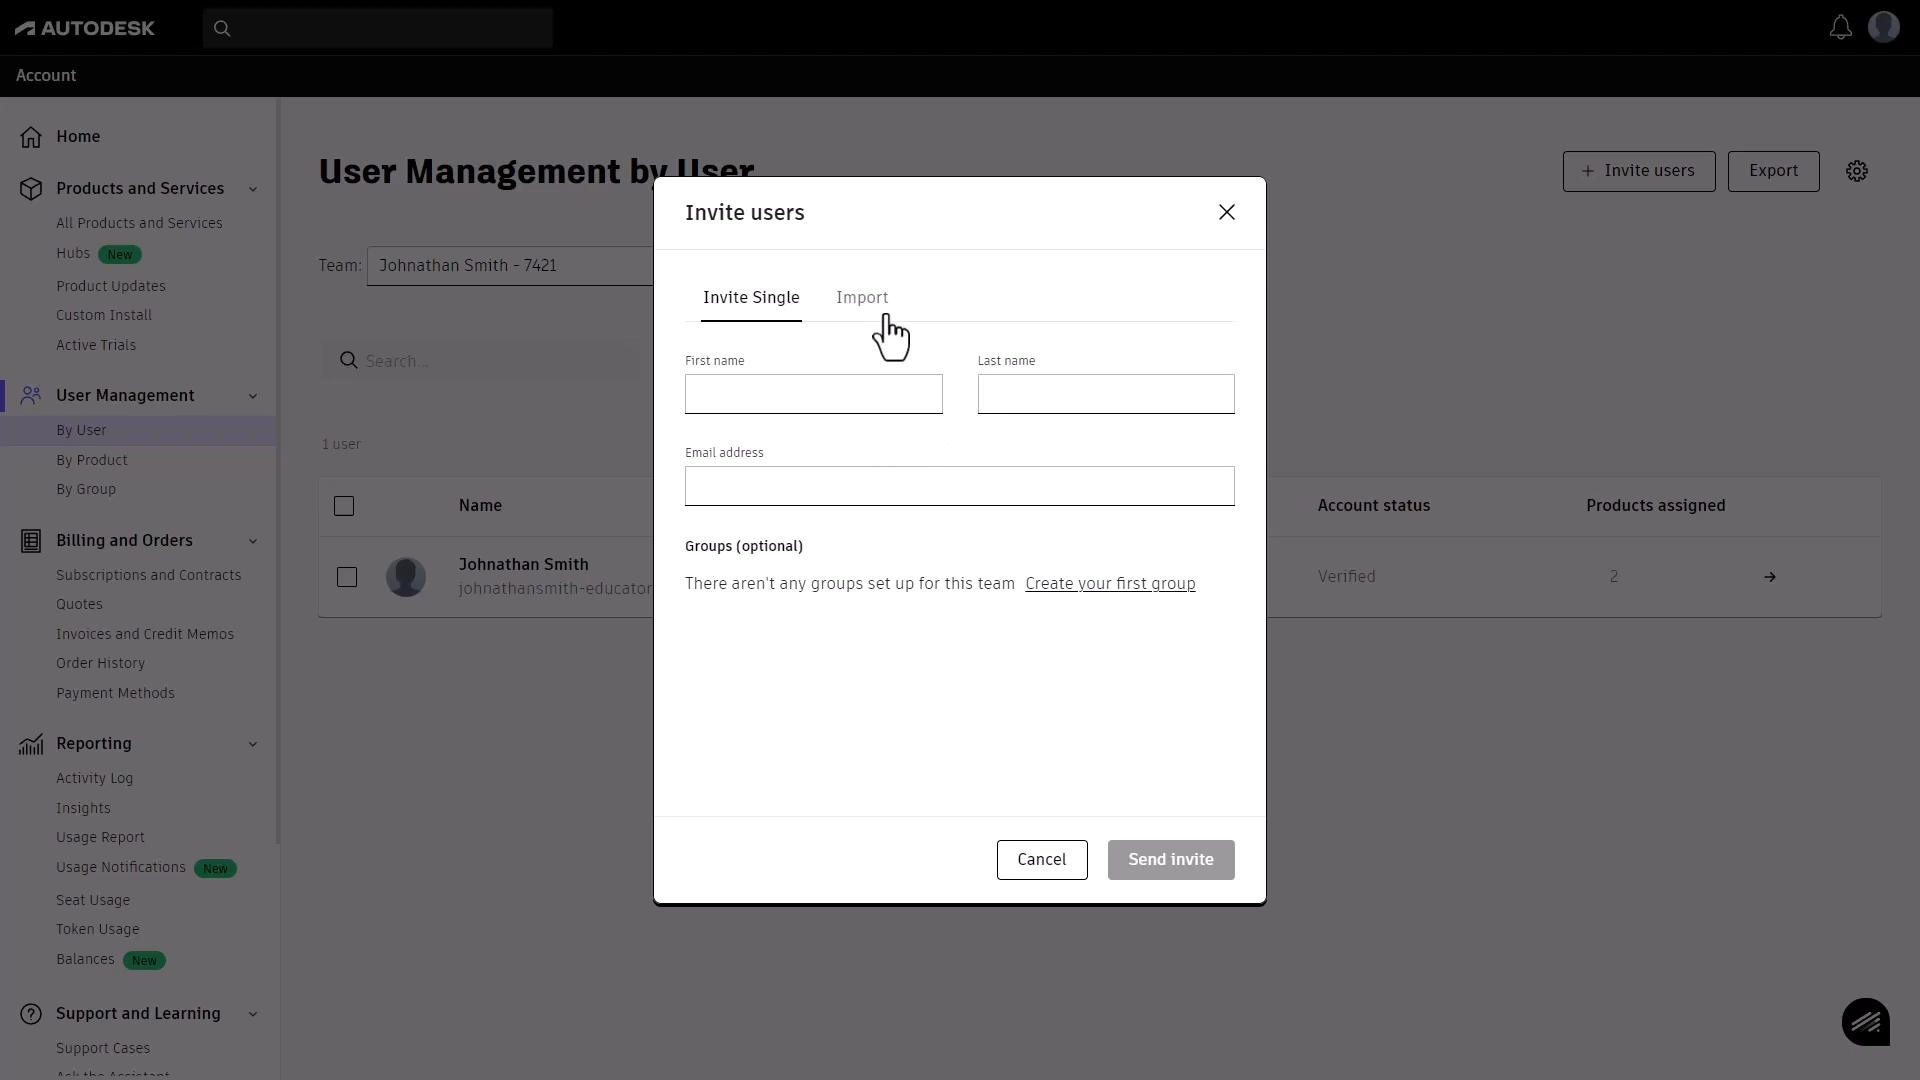 AUTODESK
Account
Home
Products and Services
All Products and Services
Hubs New
Product Updates
Custom Install
Active Trials
User Management
By User
By Product
By Group
Billing and Orders
Subscriptions and Contracts
Quotes
Invoices and Credit Memos
Order History
Payment Methods
Reporting
Activity Log
Insights
Usage Report
Usage Notifications New
Seat Usage
Token Usage
Balances New
Support and Learning
Support Cases
Ask the Assistant
User Management by User
+ Invite users
Export
Team: Johnathan Smith - 7421
Search...
1 user
Name
Account status
Products assigned
Johnathan Smith
johnathansmith-educator
Verified
2
Invite users
Invite Single
Import
First name
Last name
Email address
Groups (optional)
There aren't any groups set up for this team Create your first group
Cancel
Send invite